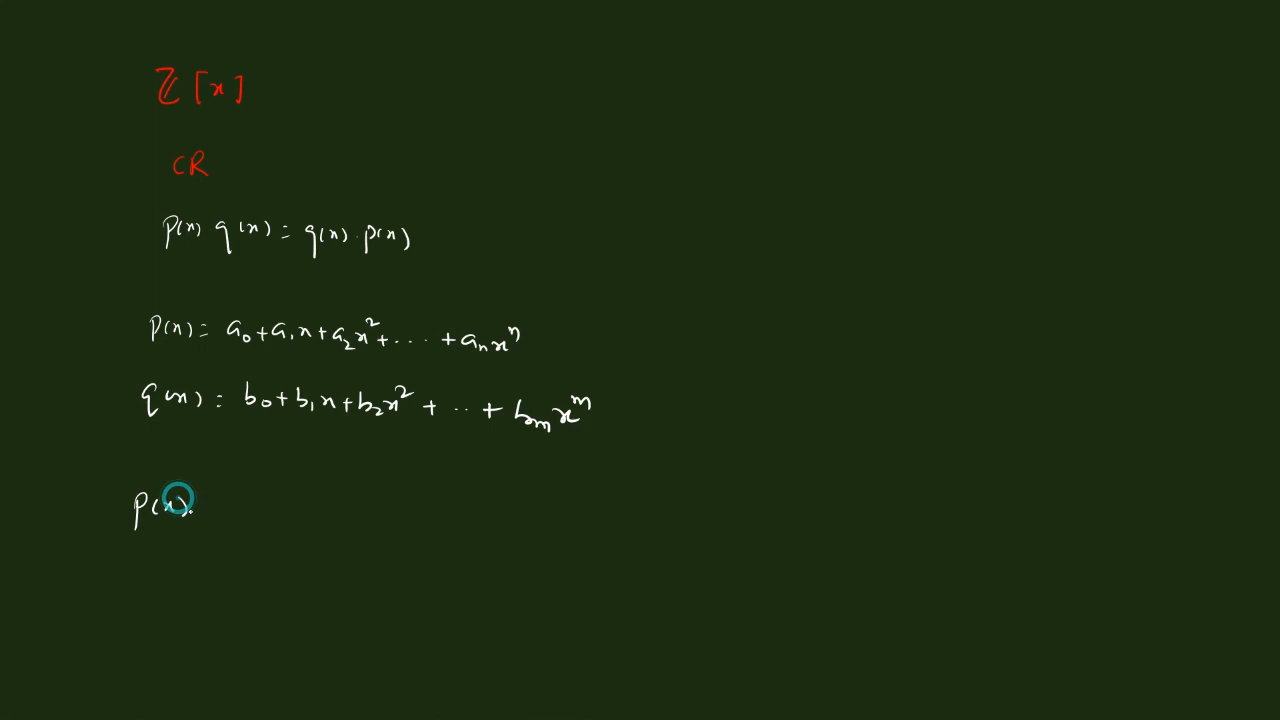 ℤ[x]
CR
p(x) q(x) = q(x) · p(x)
p(x) = a₀ + a₁x + a₂x² + .... + aₙxⁿ
q(x) = b₀ + b₁x + b₂x² + ... + bₘxᵐ
p(x).